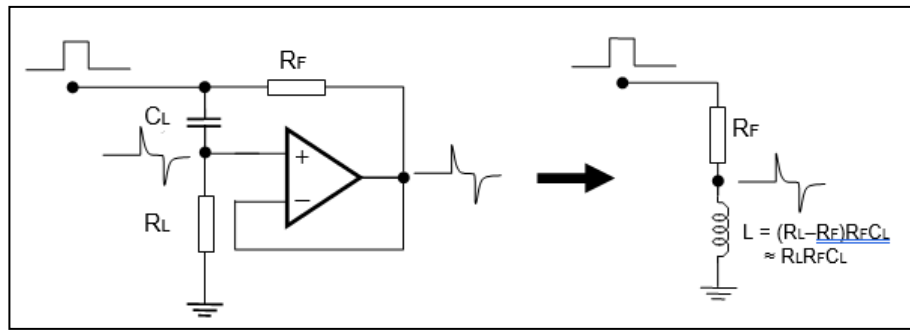 RF
CL
+
−
RL
RF
L = (RL–RF)RFCL
≈ RLRFCL